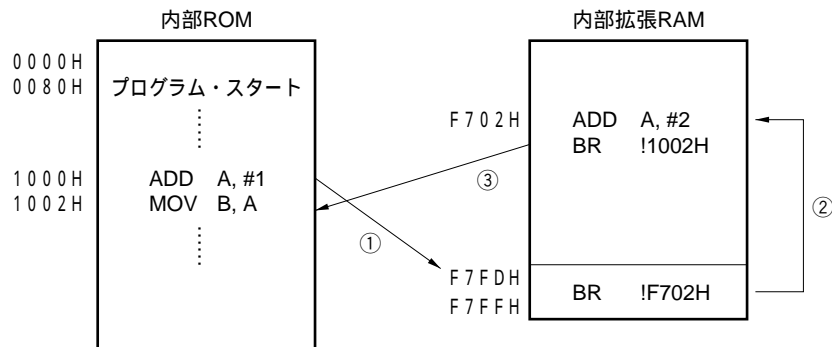 内部ROM
0000H
0080H プログラム・スタート
1000H ADD A, #1
1002H MOV B, A
①
内部拡張RAM
F702H ADD A, #2
BR !1002H
③
②
F7FDH
F7FFH BR !F702H